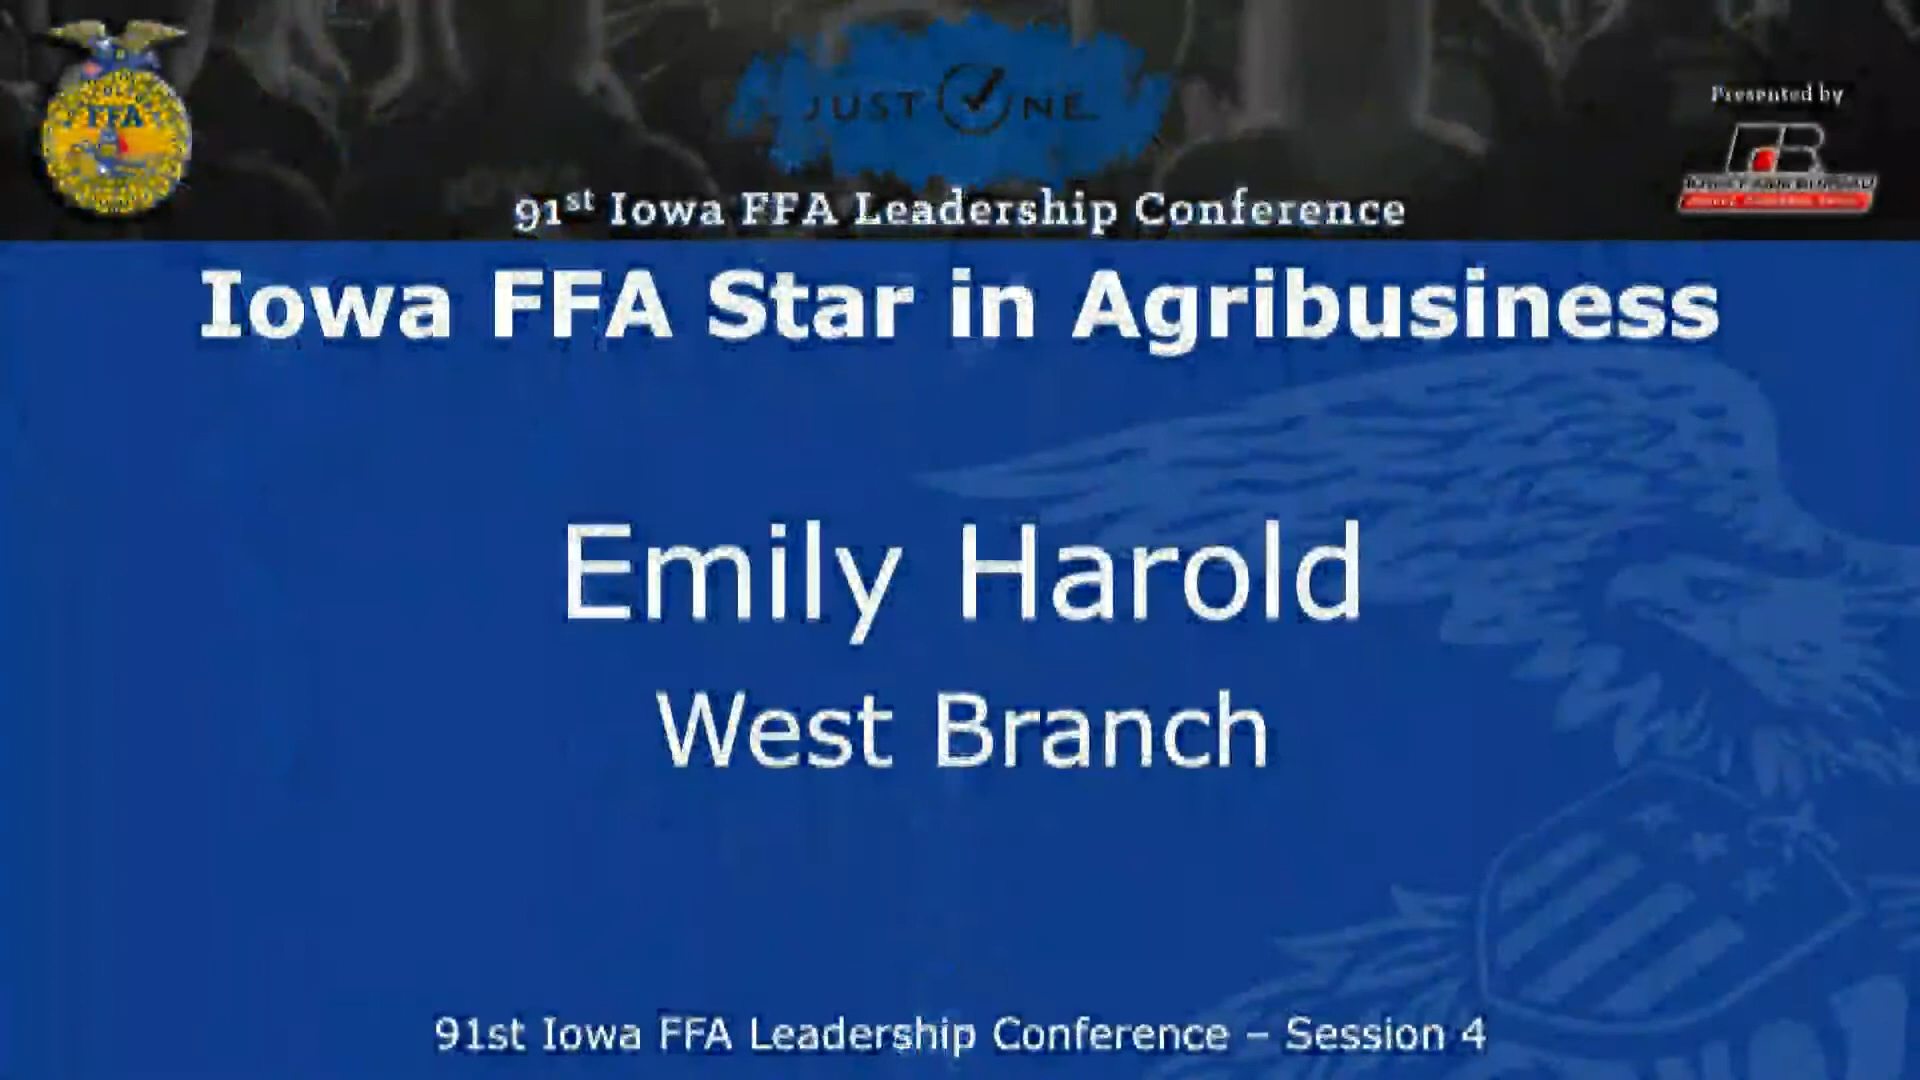 FFA
JUST ONE
Presented by
91st Iowa FFA Leadership Conference
Iowa FFA Star in Agribusiness
Emily Harold
West Branch
91st Iowa FFA Leadership Conference – Session 4